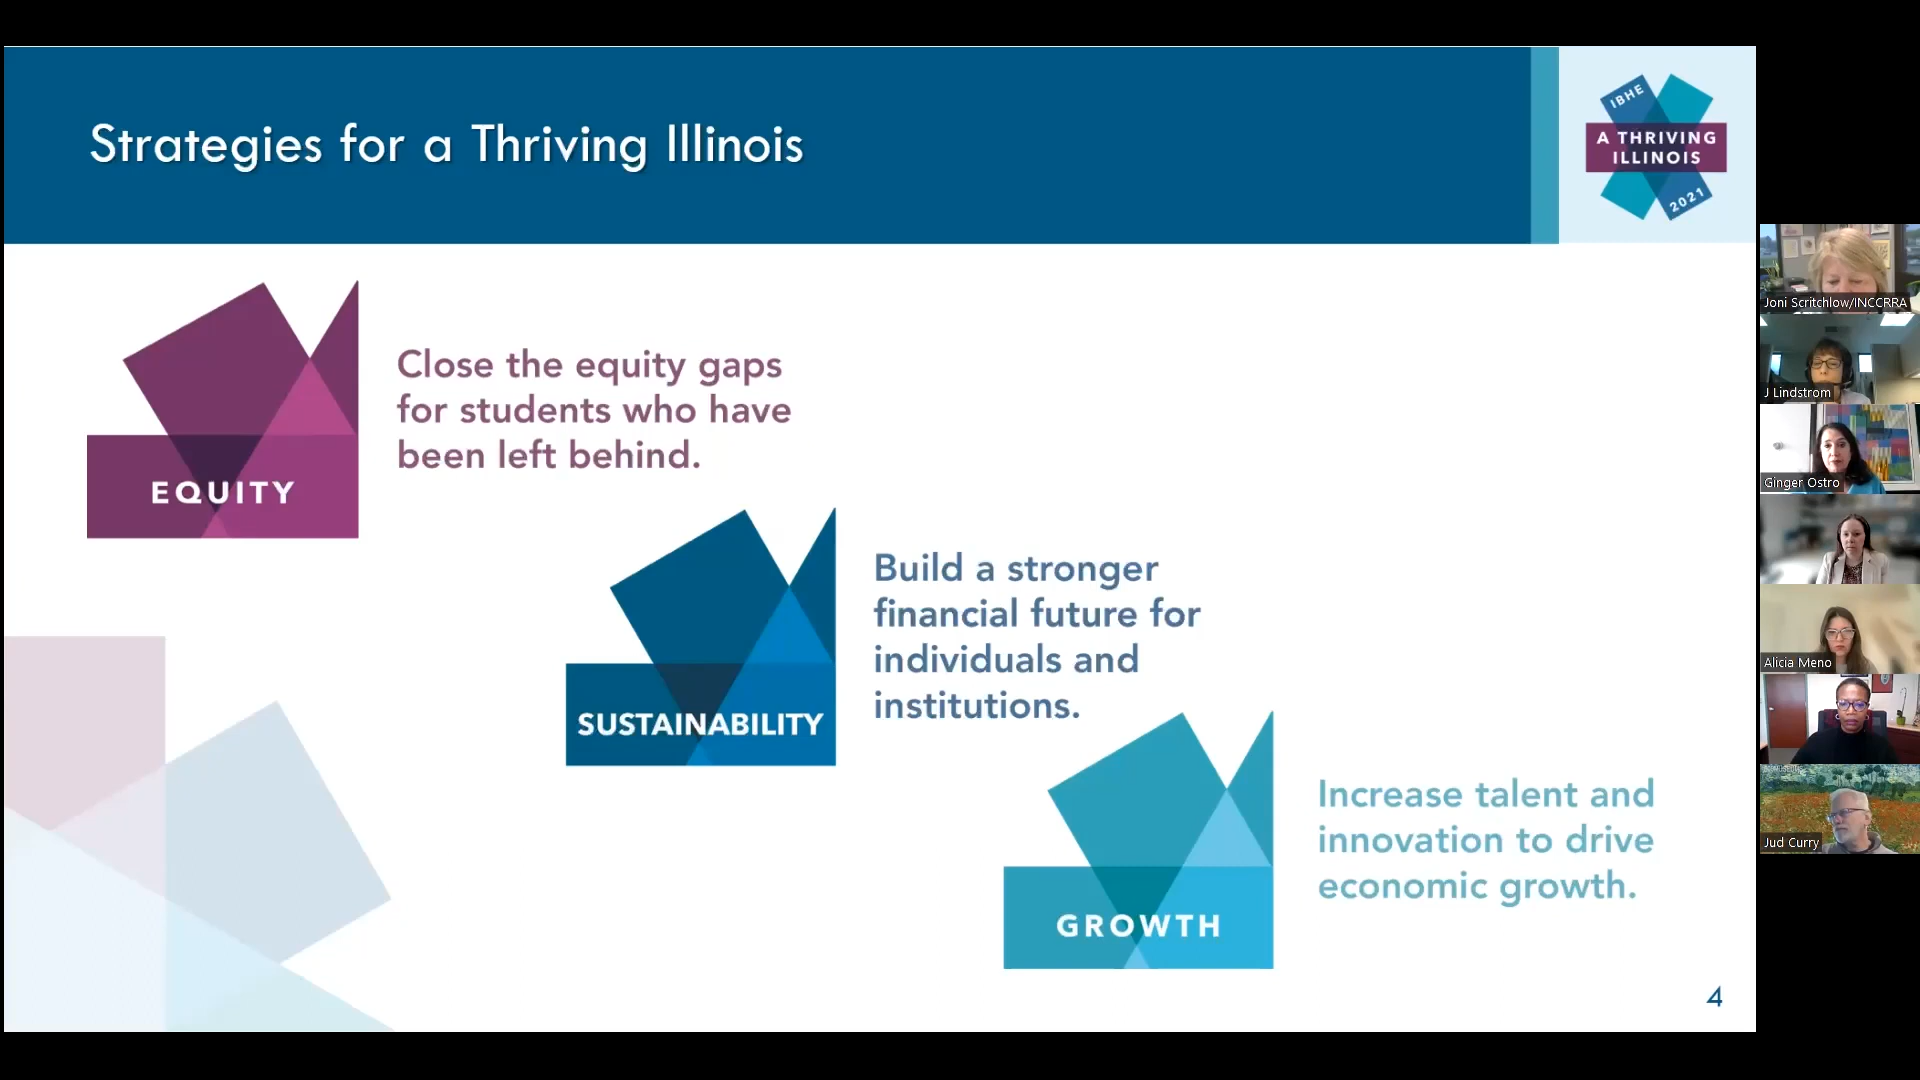 Strategies for a Thriving Illinois
IBHE
A THRIVING
ILLINOIS
2021
EQUITY
Close the equity gaps
for students who have
been left behind.
SUSTAINABILITY
Build a stronger
financial future for
individuals and
institutions.
GROWTH
Increase talent and
innovation to drive
economic growth.
4
Joni Scritchlow/INCCRRA
J Lindstrom
Ginger Ostro
Alicia Meno
Jud Curry